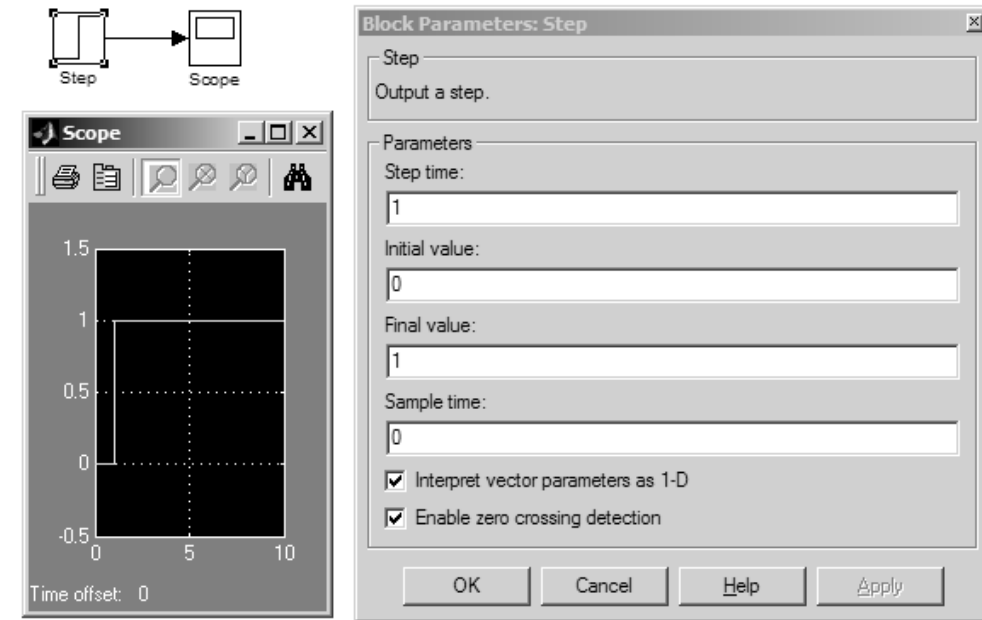 Step
Scope
Scope
1.5
1
0.5
0
-0.5
0 5 10
Time offset: 0
Block Parameters: Step
Step
Output a step.
Parameters
Step time:
1
Initial value:
0
Final value:
1
Sample time:
0
Interpret vector parameters as 1-D
Enable zero crossing detection
OK Cancel Help Apply